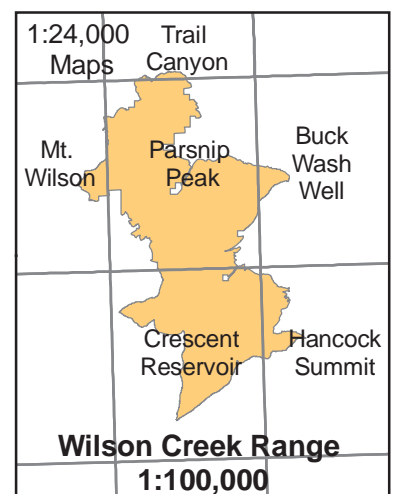 1:24,000
Maps
Trail
Canyon
Mt.
Wilson
Parsnip
Peak
Buck
Wash
Well
Crescent
Reservoir
Hancock
Summit
Wilson Creek Range
1:100,000